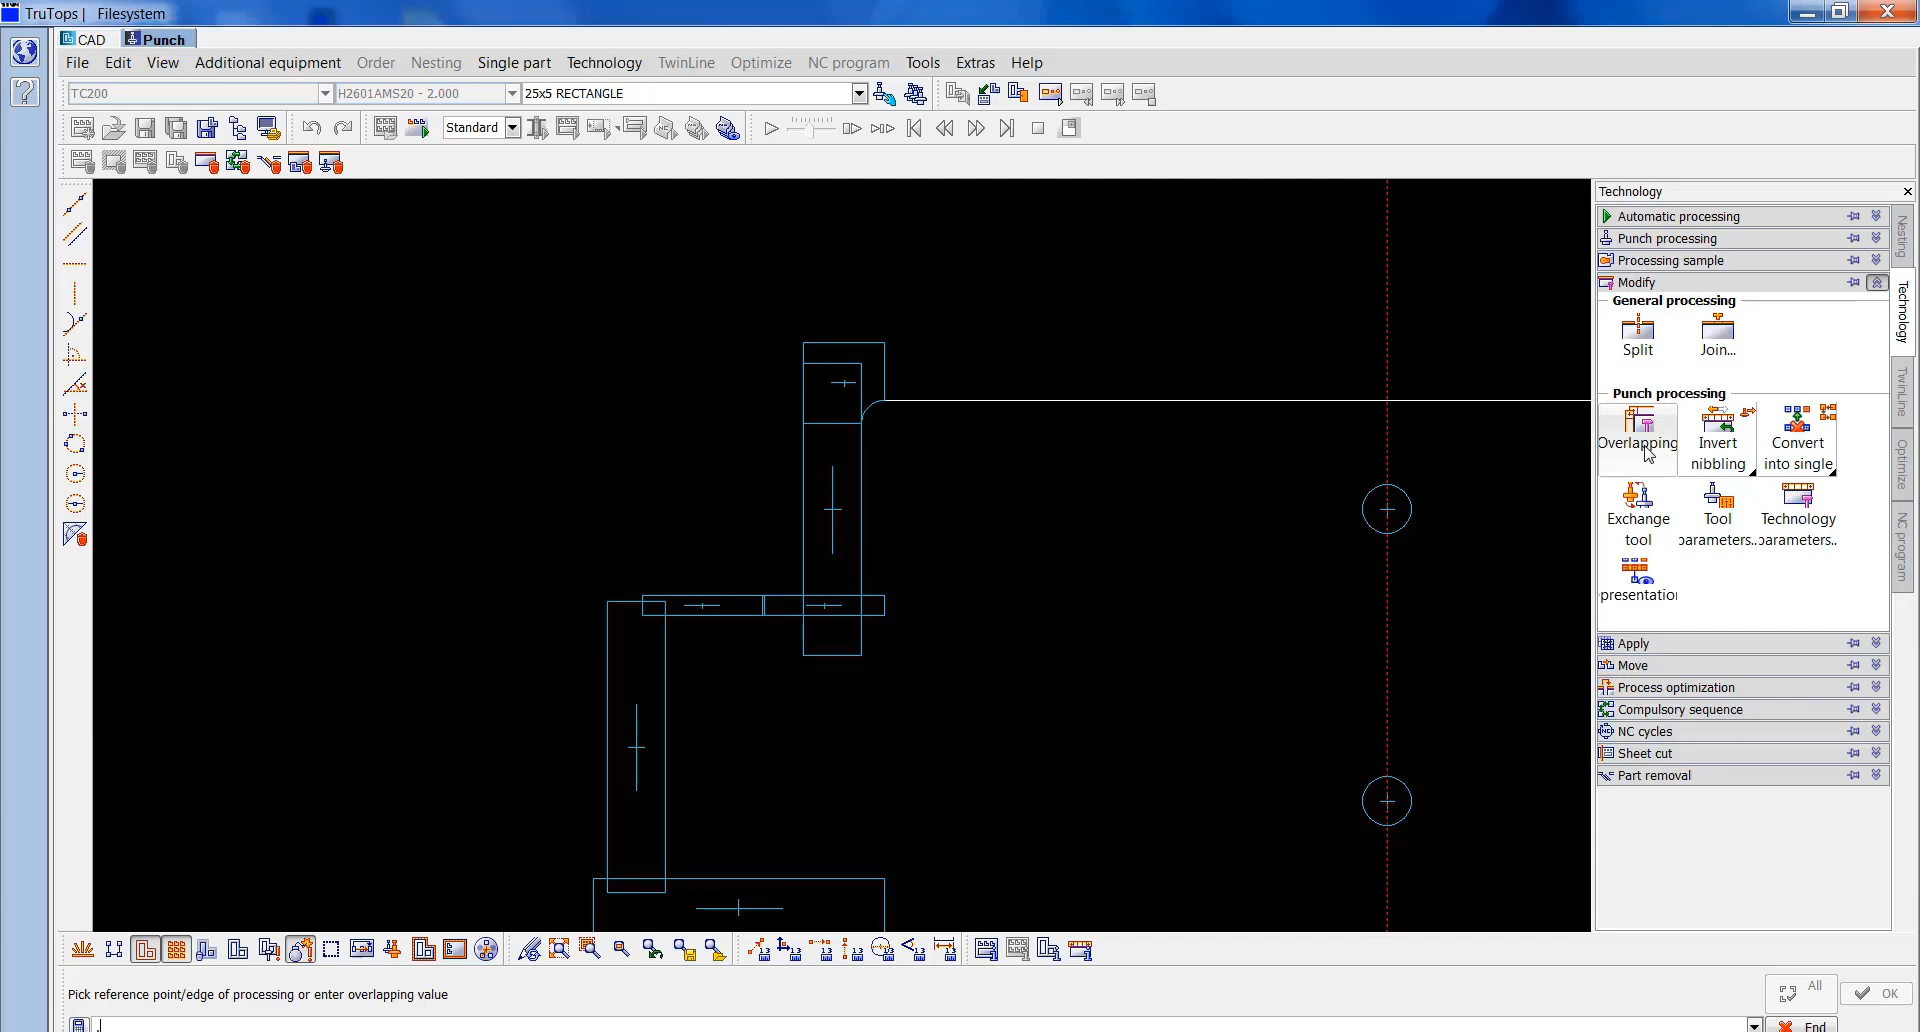 TruTops | Filesystem
CAD Punch
File Edit View Additional equipment Order Nesting Single part Technology TwinLine Optimize NC program Tools Extras Help
TC200 H2601AMS20 - 2.000 25x5 RECTANGLE
Standard
Technology
Automatic processing
Punch processing
Processing sample
Modify
General processing
Split Join...
Punch processing
Overlapping Invert nibbling Convert into single
Exchange tool Tool parameters.. Technology parameters..
presentation
Apply
Move
Process optimization
Compulsory sequence
NC cycles
Sheet cut
Part removal
Nesting
Technology
TwinLine
Optimize
NC program
Pick reference point/edge of processing or enter overlapping value
All OK
End